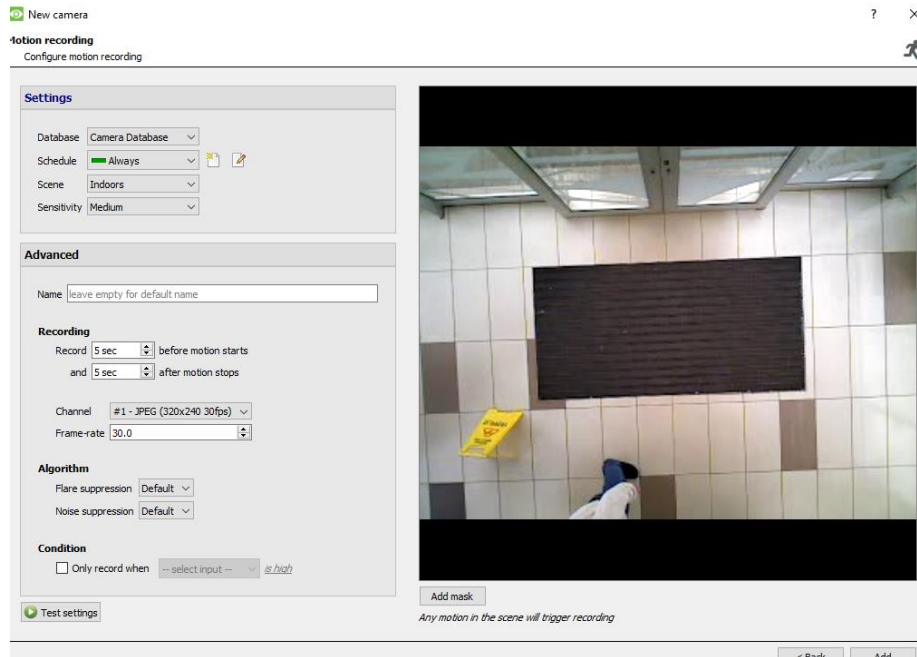 New camera
? ×
Motion recording
Configure motion recording
Settings
Database Camera Database
Schedule Always
Scene Indoors
Sensitivity Medium
Advanced
Name leave empty for default name
Recording
Record 5 sec before motion starts
and 5 sec after motion stops
Channel #1 - JPEG (320x240 30fps)
Frame-rate 30.0
Algorithm
Flare suppression Default
Noise suppression Default
Condition
Only record when -- select input -- is high
Test settings
Add mask
Any motion in the scene will trigger recording
< Back Add